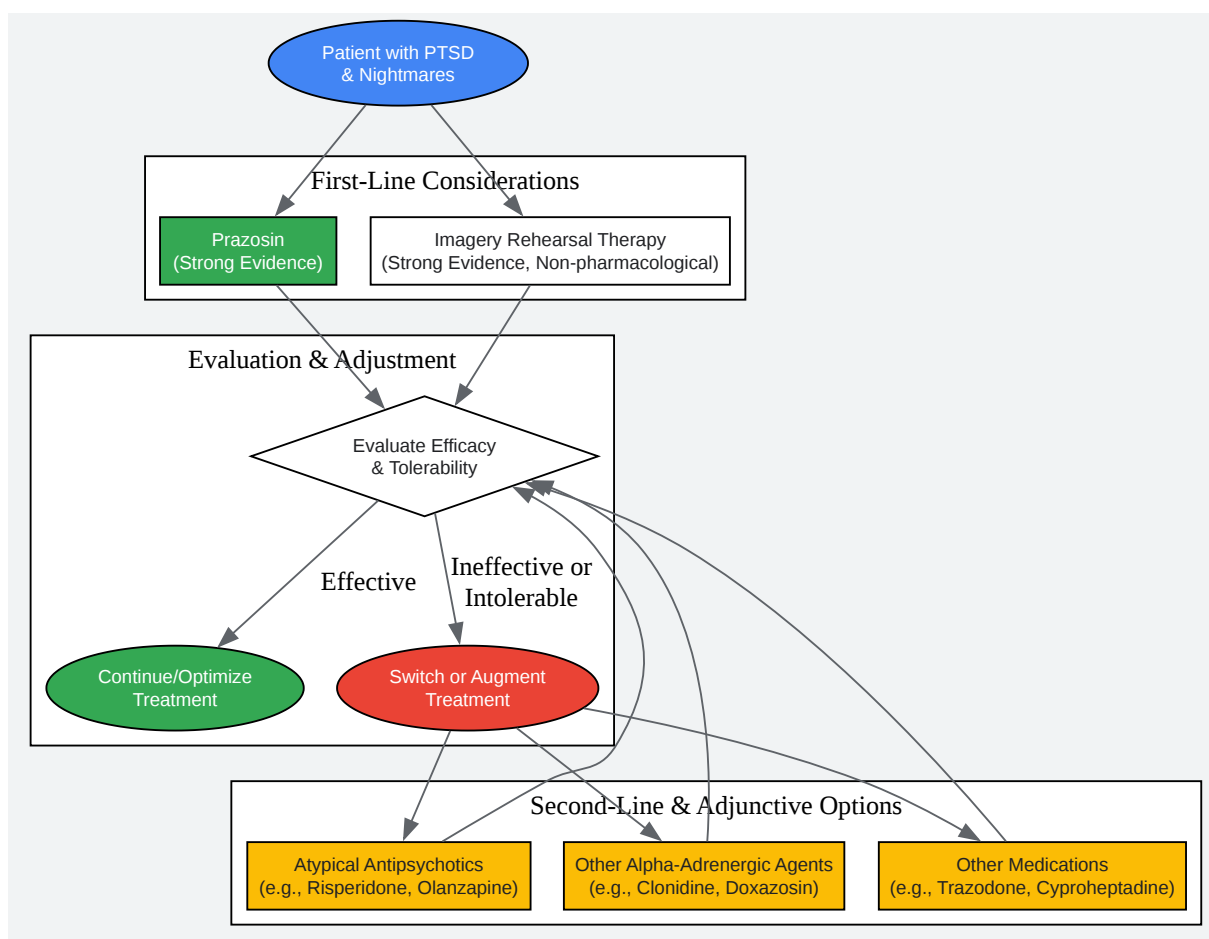 Patient with PTSD
& Nightmares
First-Line Considerations
Prazosin
(Strong Evidence)
Imagery Rehearsal Therapy
(Strong Evidence, Non-pharmacological)
Evaluation & Adjustment
Evaluate Efficacy
& Tolerability
Effective
Ineffective or
Intolerable
Continue/Optimize
Treatment
Switch or Augment
Treatment
Second-Line & Adjunctive Options
Atypical Antipsychotics
(e.g., Risperidone, Olanzapine)
Other Alpha-Adrenergic Agents
(e.g., Clonidine, Doxazosin)
Other Medications
(e.g., Trazodone, Cyproheptadine)